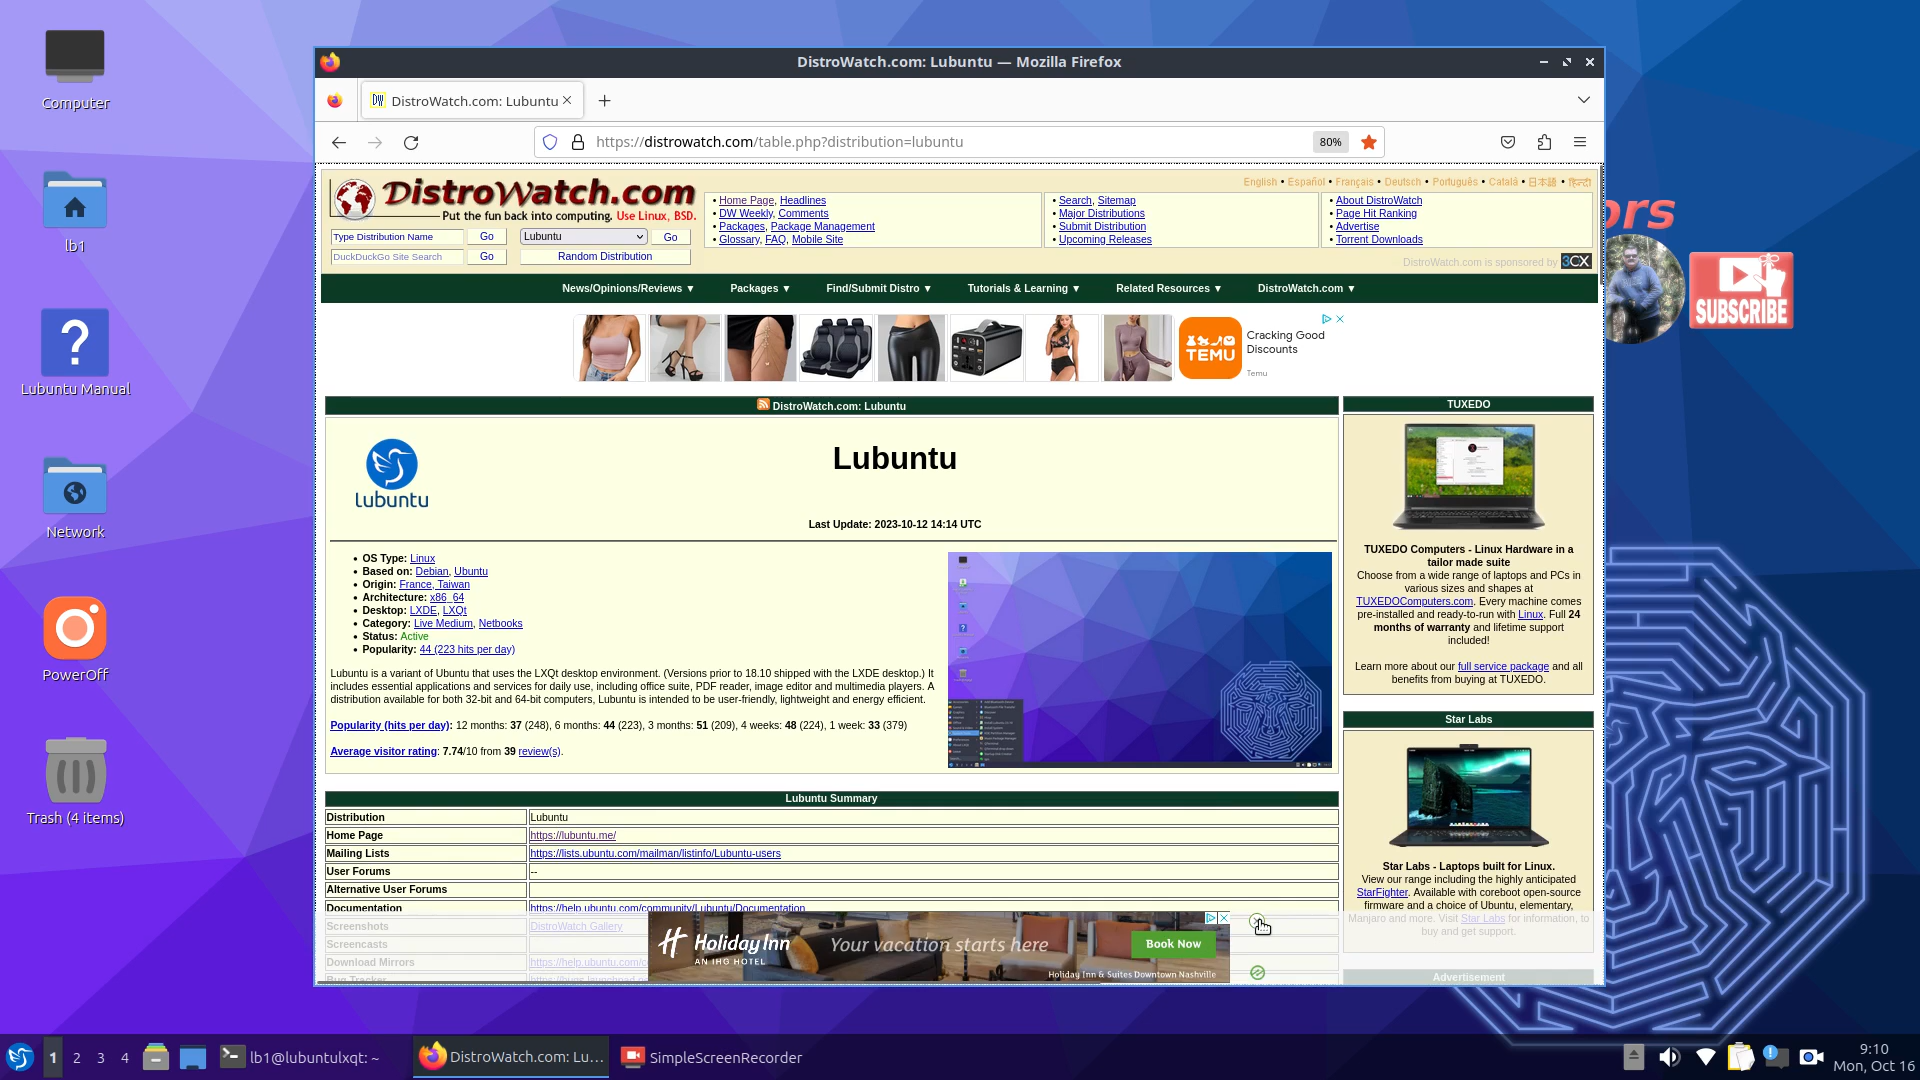 Computer
lb1
Lubuntu Manual
Network
PowerOff
Trash (4 items)
DistroWatch.com: Lubuntu — Mozilla Firefox
DistroWatch.com: Lubuntu
https://distrowatch.com/table.php?distribution=lubuntu
80%
DistroWatch.com
Put the fun back into computing. Use Linux, BSD.
English • Español • Français • Deutsch • Português • Català • 日本語 • हिन्दी
Type Distribution Name Go
Lubuntu Go
DuckDuckGo Site Search Go
Random Distribution
• Home Page, Headlines
• DW Weekly, Comments
• Packages, Package Management
• Glossary, FAQ, Mobile Site
• Search, Sitemap
• Major Distributions
• Submit Distribution
• Upcoming Releases
• About DistroWatch
• Page Hit Ranking
• Advertise
• Torrent Downloads
DistroWatch.com is sponsored by 3CX
News/Opinions/Reviews ▼ Packages ▼ Find/Submit Distro ▼ Tutorials & Learning ▼ Related Resources ▼ DistroWatch.com ▼
TEMU
Cracking Good
Discounts
Temu
DistroWatch.com: Lubuntu
lubuntu
Lubuntu
Last Update: 2023-10-12 14:14 UTC
• OS Type: Linux
• Based on: Debian, Ubuntu
• Origin: France, Taiwan
• Architecture: x86_64
• Desktop: LXDE, LXQt
• Category: Live Medium, Netbooks
• Status: Active
• Popularity: 44 (223 hits per day)
Lubuntu is a variant of Ubuntu that uses the LXQt desktop environment. (Versions prior to 18.10 shipped with the LXDE desktop.) It
includes essential applications and services for daily use, including office suite, PDF reader, image editor and multimedia players. A
distribution available for both 32-bit and 64-bit computers, Lubuntu is intended to be user-friendly, lightweight and energy efficient.
Popularity (hits per day): 12 months: 37 (248), 6 months: 44 (223), 3 months: 51 (209), 4 weeks: 48 (224), 1 week: 33 (379)
Average visitor rating: 7.74/10 from 39 review(s).
Lubuntu Summary
Distribution Lubuntu
Home Page https://lubuntu.me/
Mailing Lists https://lists.ubuntu.com/mailman/listinfo/Lubuntu-users
User Forums --
Alternative User Forums
Documentation https://help.ubuntu.com/community/Lubuntu/Documentation
Screenshots DistroWatch Gallery
Screencasts
Download Mirrors https://help.ubuntu.com/c
Bug Tracker
TUXEDO
TUXEDO Computers - Linux Hardware in a
tailor made suite
Choose from a wide range of laptops and PCs in
various sizes and shapes at
TUXEDOComputers.com. Every machine comes
pre-installed and ready-to-run with Linux. Full 24
months of warranty and lifetime support
included!
Learn more about our full service package and all
benefits from buying at TUXEDO.
Star Labs
Star Labs - Laptops built for Linux.
View our range including the highly anticipated
StarFighter. Available with coreboot open-source
firmware and a choice of Ubuntu, elementary,
Manjaro and more. Visit Star Labs for information, to
buy and get support.
Advertisement
H Holiday Inn
AN IHG HOTEL
Your vacation starts here
Book Now
Holiday Inn & Suites Downtown Nashville
ors
SUBSCRIBE
1 2 3 4
lb1@lubuntulxqt: ~
DistroWatch.com: Lu...
SimpleScreenRecorder
9:10
Mon, Oct 16